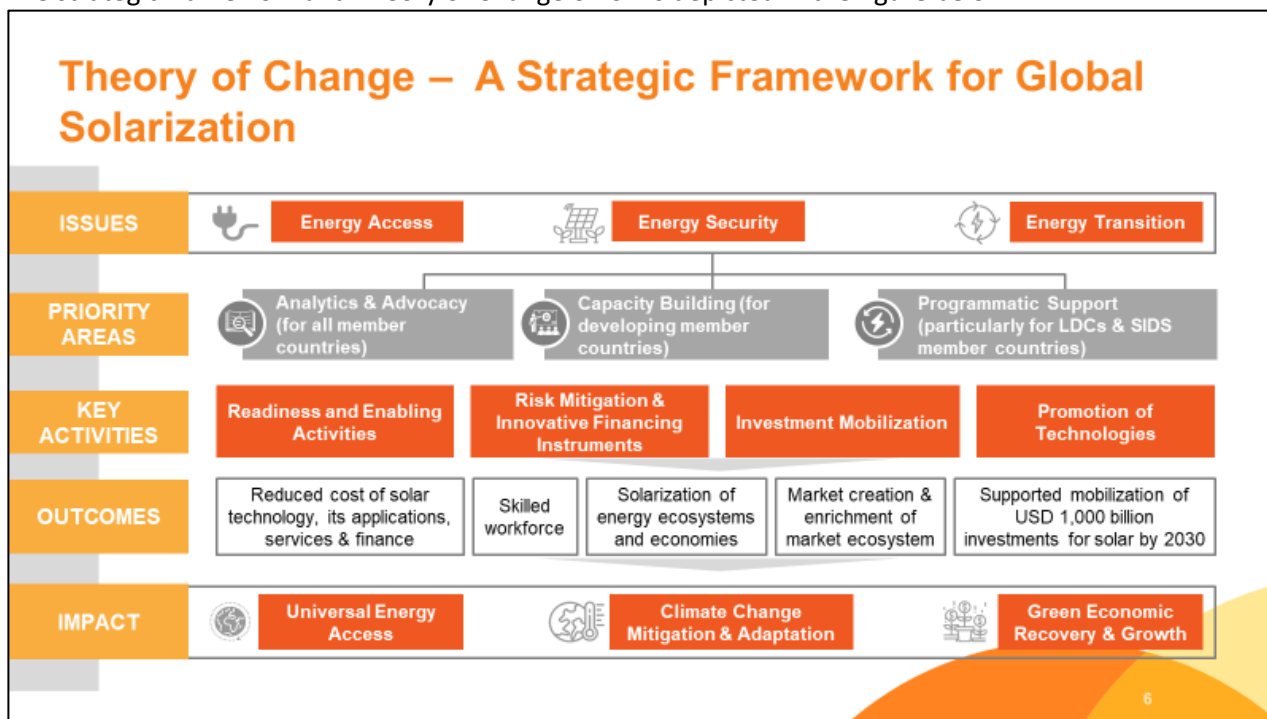 Theory of Change – A Strategic Framework for Global
Solarization
ISSUES
Energy Access
Energy Security
Energy Transition
PRIORITY
AREAS
Analytics & Advocacy
(for all member
countries)
Capacity Building (for
developing member
countries)
Programmatic Support
(particularly for LDCs & SIDS
member countries)
KEY
ACTIVITIES
Readiness and Enabling
Activities
Risk Mitigation &
Innovative Financing
Instruments
Investment Mobilization
Promotion of
Technologies
OUTCOMES
Reduced cost of solar
technology, its applications,
services & finance
Skilled
workforce
Solarization of
energy ecosystems
and economies
Market creation &
enrichment of
market ecosystem
Supported mobilization of
USD 1,000 billion
investments for solar by 2030
IMPACT
Universal Energy
Access
Climate Change
Mitigation & Adaptation
Green Economic
Recovery & Growth
6